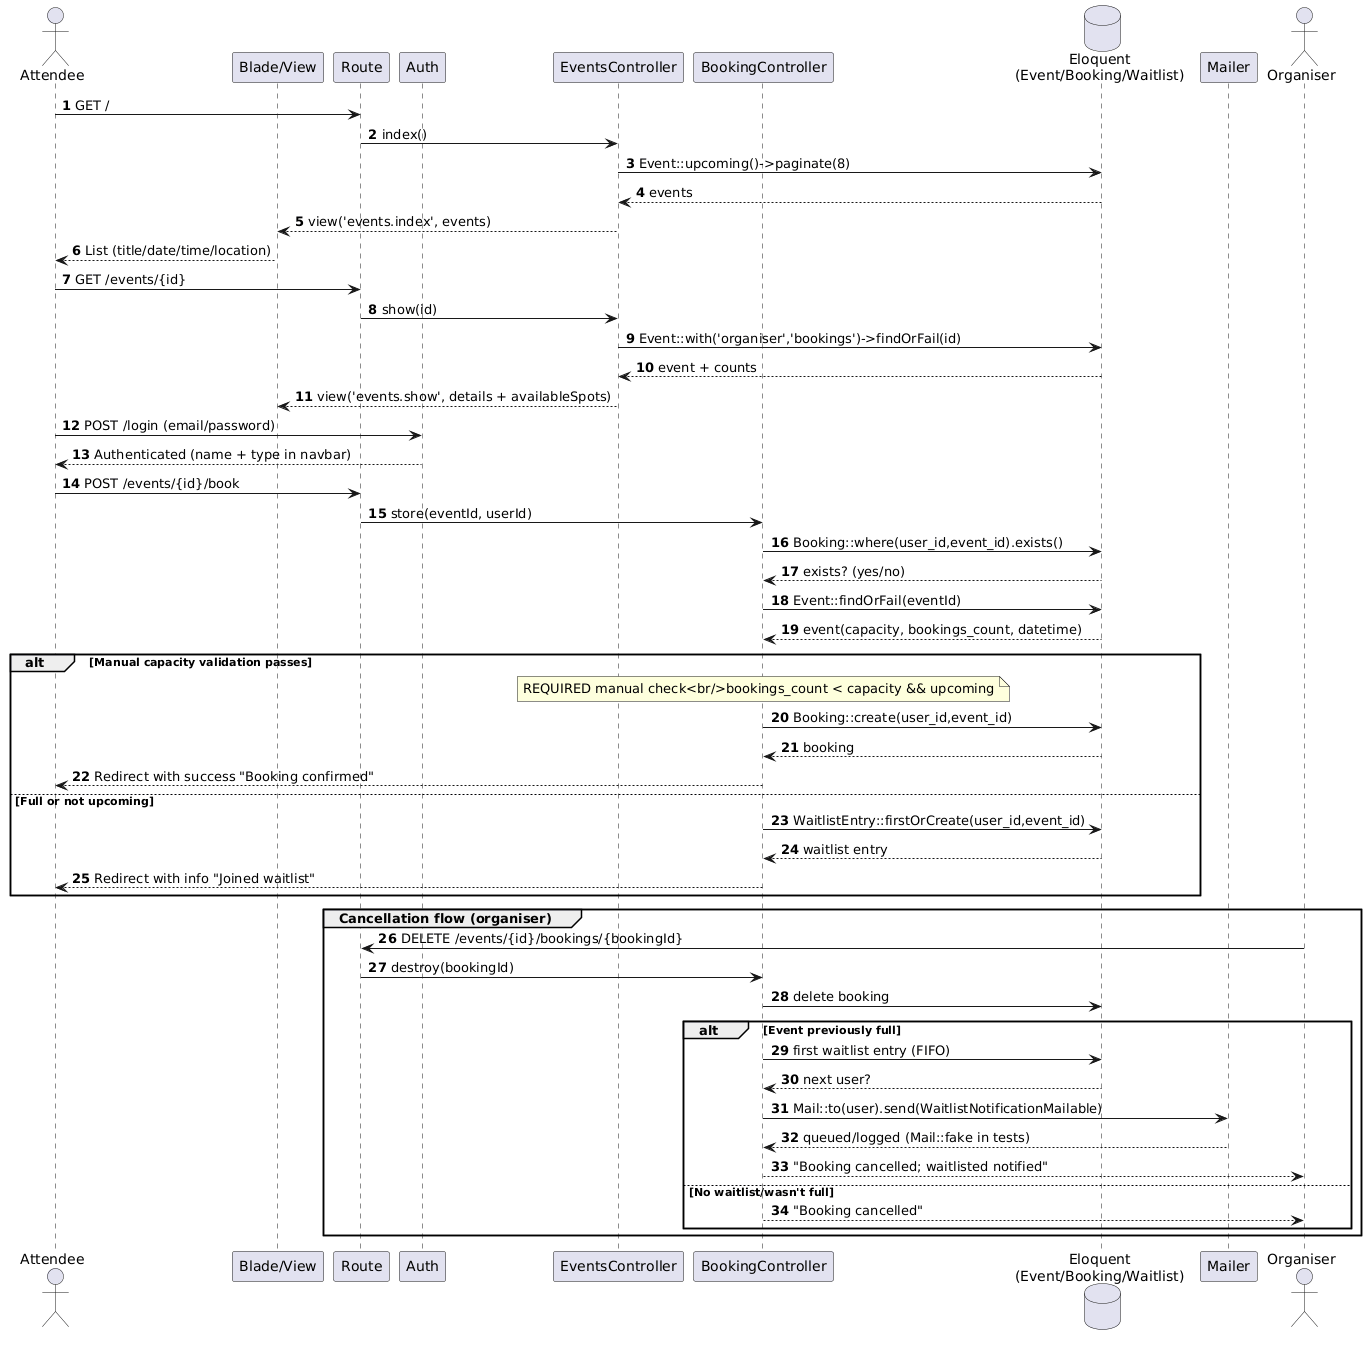 Attendee
Blade/View
Route
Auth
EventsController
BookingController
Eloquent
(Event/Booking/Waitlist)
Mailer
Organiser
1 GET /
2 index()
3 Event::upcoming()->paginate(8)
4 events
5 view('events.index', events)
6 List (title/date/time/location)
7 GET /events/{id}
8 show(id)
9 Event::with('organiser','bookings')->findOrFail(id)
10 event + counts
11 view('events.show', details + availableSpots)
12 POST /login (email/password)
13 Authenticated (name + type in navbar)
14 POST /events/{id}/book
15 store(eventId, userId)
16 Booking::where(user_id,event_id).exists()
17 exists? (yes/no)
18 Event::findOrFail(eventId)
19 event(capacity, bookings_count, datetime)
alt [Manual capacity validation passes]
REQUIRED manual check<br/>bookings_count < capacity && upcoming
20 Booking::create(user_id,event_id)
21 booking
22 Redirect with success "Booking confirmed"
[Full or not upcoming]
23 WaitlistEntry::firstOrCreate(user_id,event_id)
24 waitlist entry
25 Redirect with info "Joined waitlist"
Cancellation flow (organiser)
26 DELETE /events/{id}/bookings/{bookingId}
27 destroy(bookingId)
28 delete booking
alt [Event previously full]
29 first waitlist entry (FIFO)
30 next user?
31 Mail::to(user).send(WaitlistNotificationMailable)
32 queued/logged (Mail::fake in tests)
33 "Booking cancelled; waitlisted notified"
[No waitlist/wasn't full]
34 "Booking cancelled"
Attendee
Blade/View
Route
Auth
EventsController
BookingController
Eloquent
(Event/Booking/Waitlist)
Mailer
Organiser